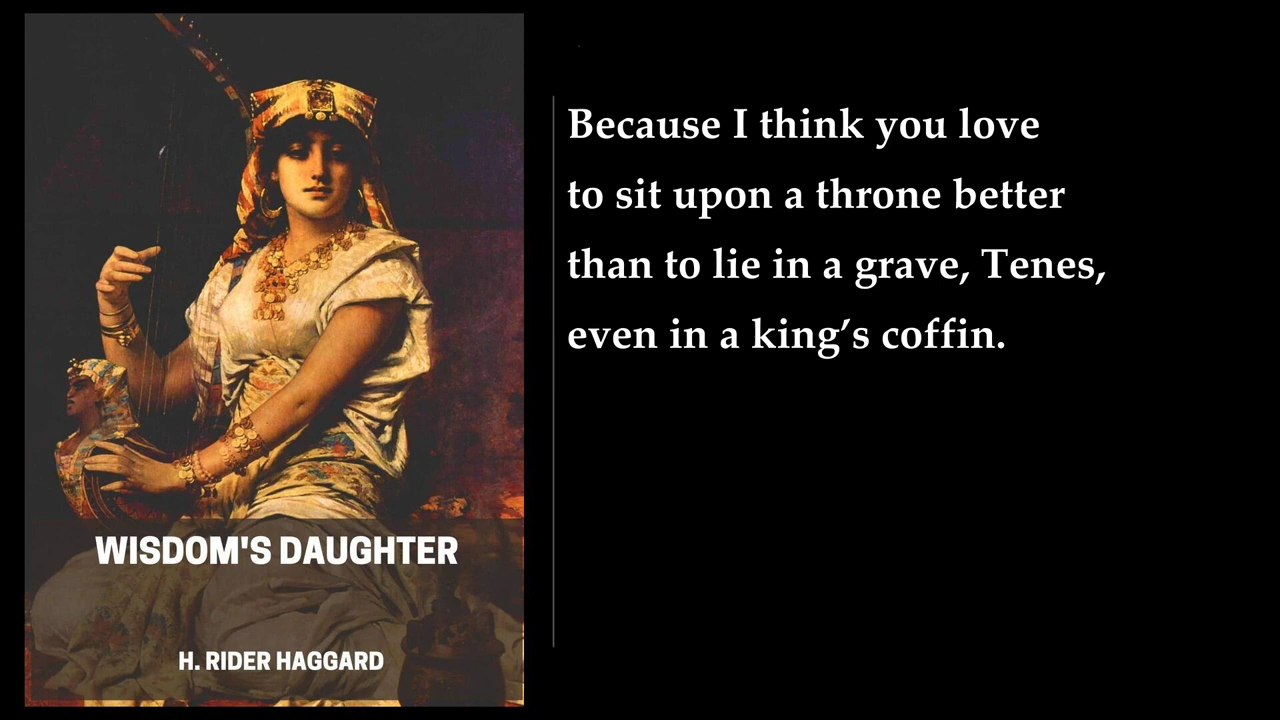 WISDOM'S DAUGHTER
H. RIDER HAGGARD
Because I think you love
to sit upon a throne better
than to lie in a grave, Tenes,
even in a king’s coffin.